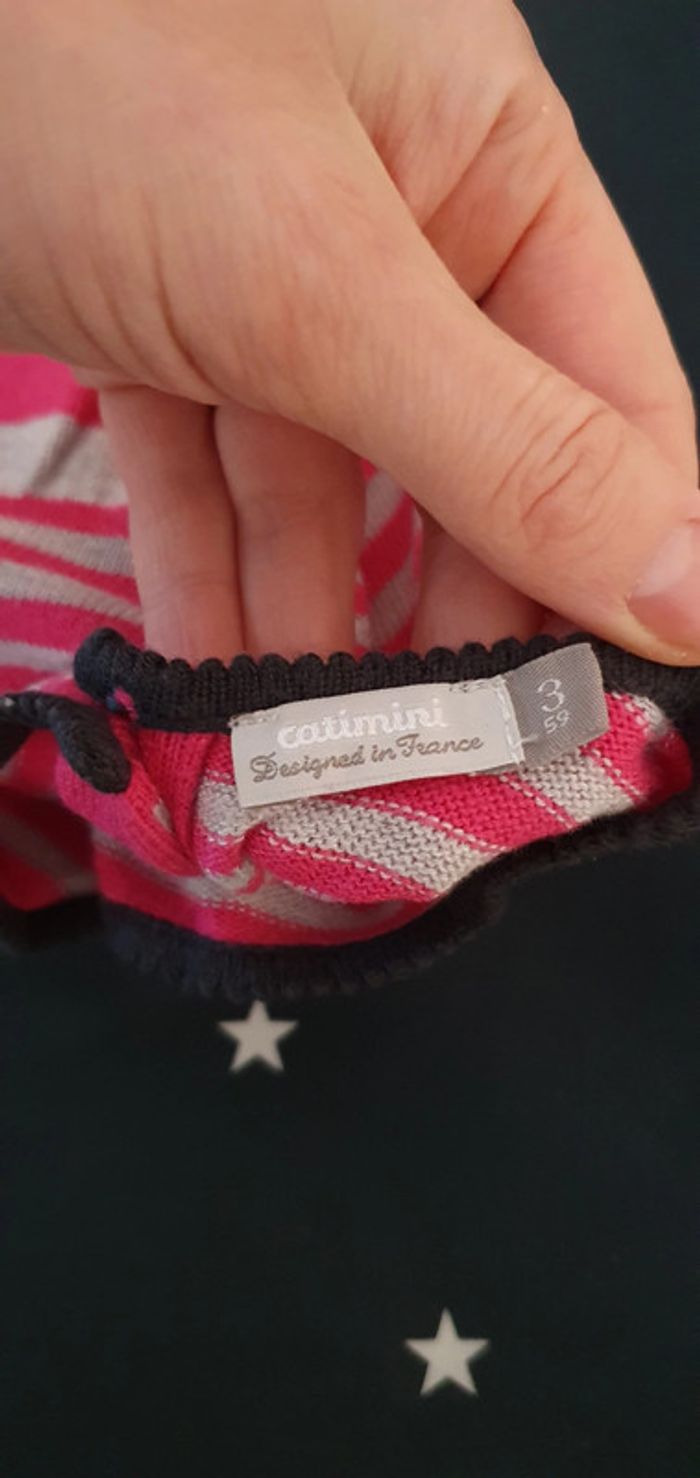 catimini
Designed in France
3
59